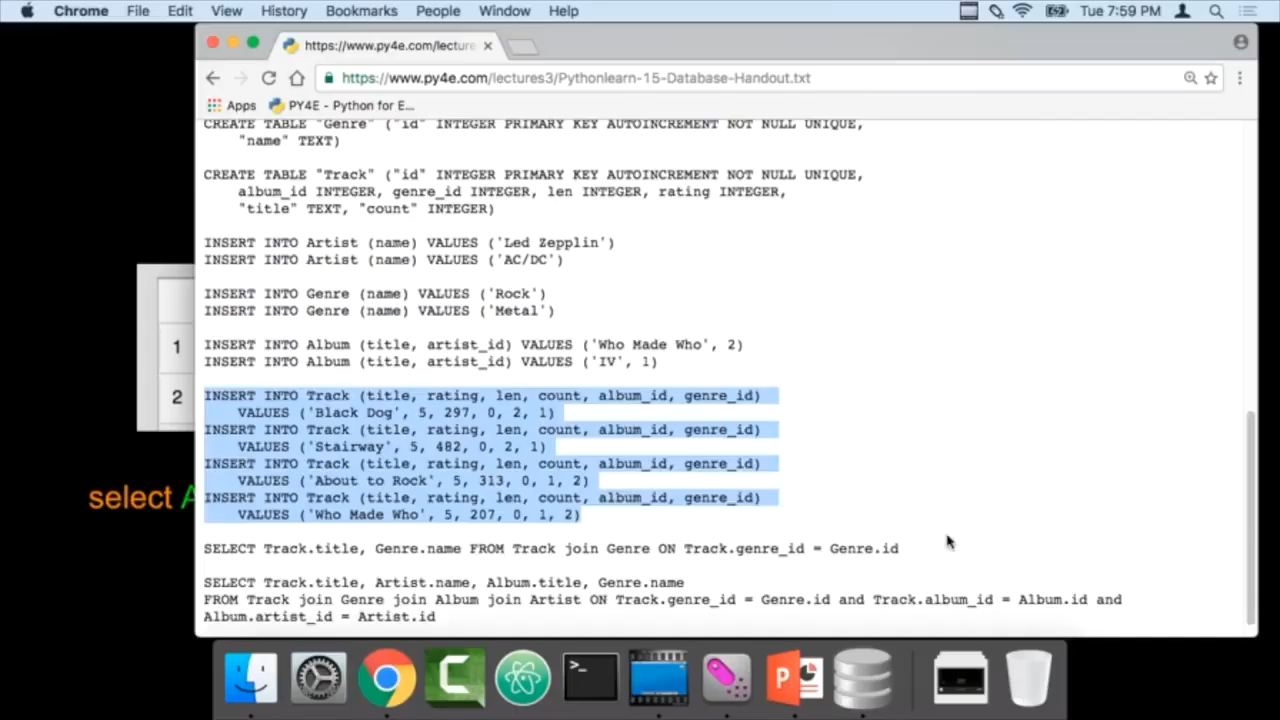 Chrome File Edit View History Bookmarks People Window Help Tue 7:59 PM
https://www.py4e.com/lecture
https://www.py4e.com/lectures3/Pythonlearn-15-Database-Handout.txt
Apps PY4E - Python for E...
CREATE TABLE "Genre" ("id" INTEGER PRIMARY KEY AUTOINCREMENT NOT NULL UNIQUE,
"name" TEXT)
CREATE TABLE "Track" ("id" INTEGER PRIMARY KEY AUTOINCREMENT NOT NULL UNIQUE,
album_id INTEGER, genre_id INTEGER, len INTEGER, rating INTEGER,
"title" TEXT, "count" INTEGER)
INSERT INTO Artist (name) VALUES ('Led Zepplin')
INSERT INTO Artist (name) VALUES ('AC/DC')
INSERT INTO Genre (name) VALUES ('Rock')
INSERT INTO Genre (name) VALUES ('Metal')
1
INSERT INTO Album (title, artist_id) VALUES ('Who Made Who', 2)
INSERT INTO Album (title, artist_id) VALUES ('IV', 1)
2
INSERT INTO Track (title, rating, len, count, album_id, genre_id)
VALUES ('Black Dog', 5, 297, 0, 2, 1)
INSERT INTO Track (title, rating, len, count, album_id, genre_id)
VALUES ('Stairway', 5, 482, 0, 2, 1)
INSERT INTO Track (title, rating, len, count, album_id, genre_id)
VALUES ('About to Rock', 5, 313, 0, 1, 2)
INSERT INTO Track (title, rating, len, count, album_id, genre_id)
VALUES ('Who Made Who', 5, 207, 0, 1, 2)
select A
SELECT Track.title, Genre.name FROM Track join Genre ON Track.genre_id = Genre.id
SELECT Track.title, Artist.name, Album.title, Genre.name
FROM Track join Genre join Album join Artist ON Track.genre_id = Genre.id and Track.album_id = Album.id and
Album.artist_id = Artist.id